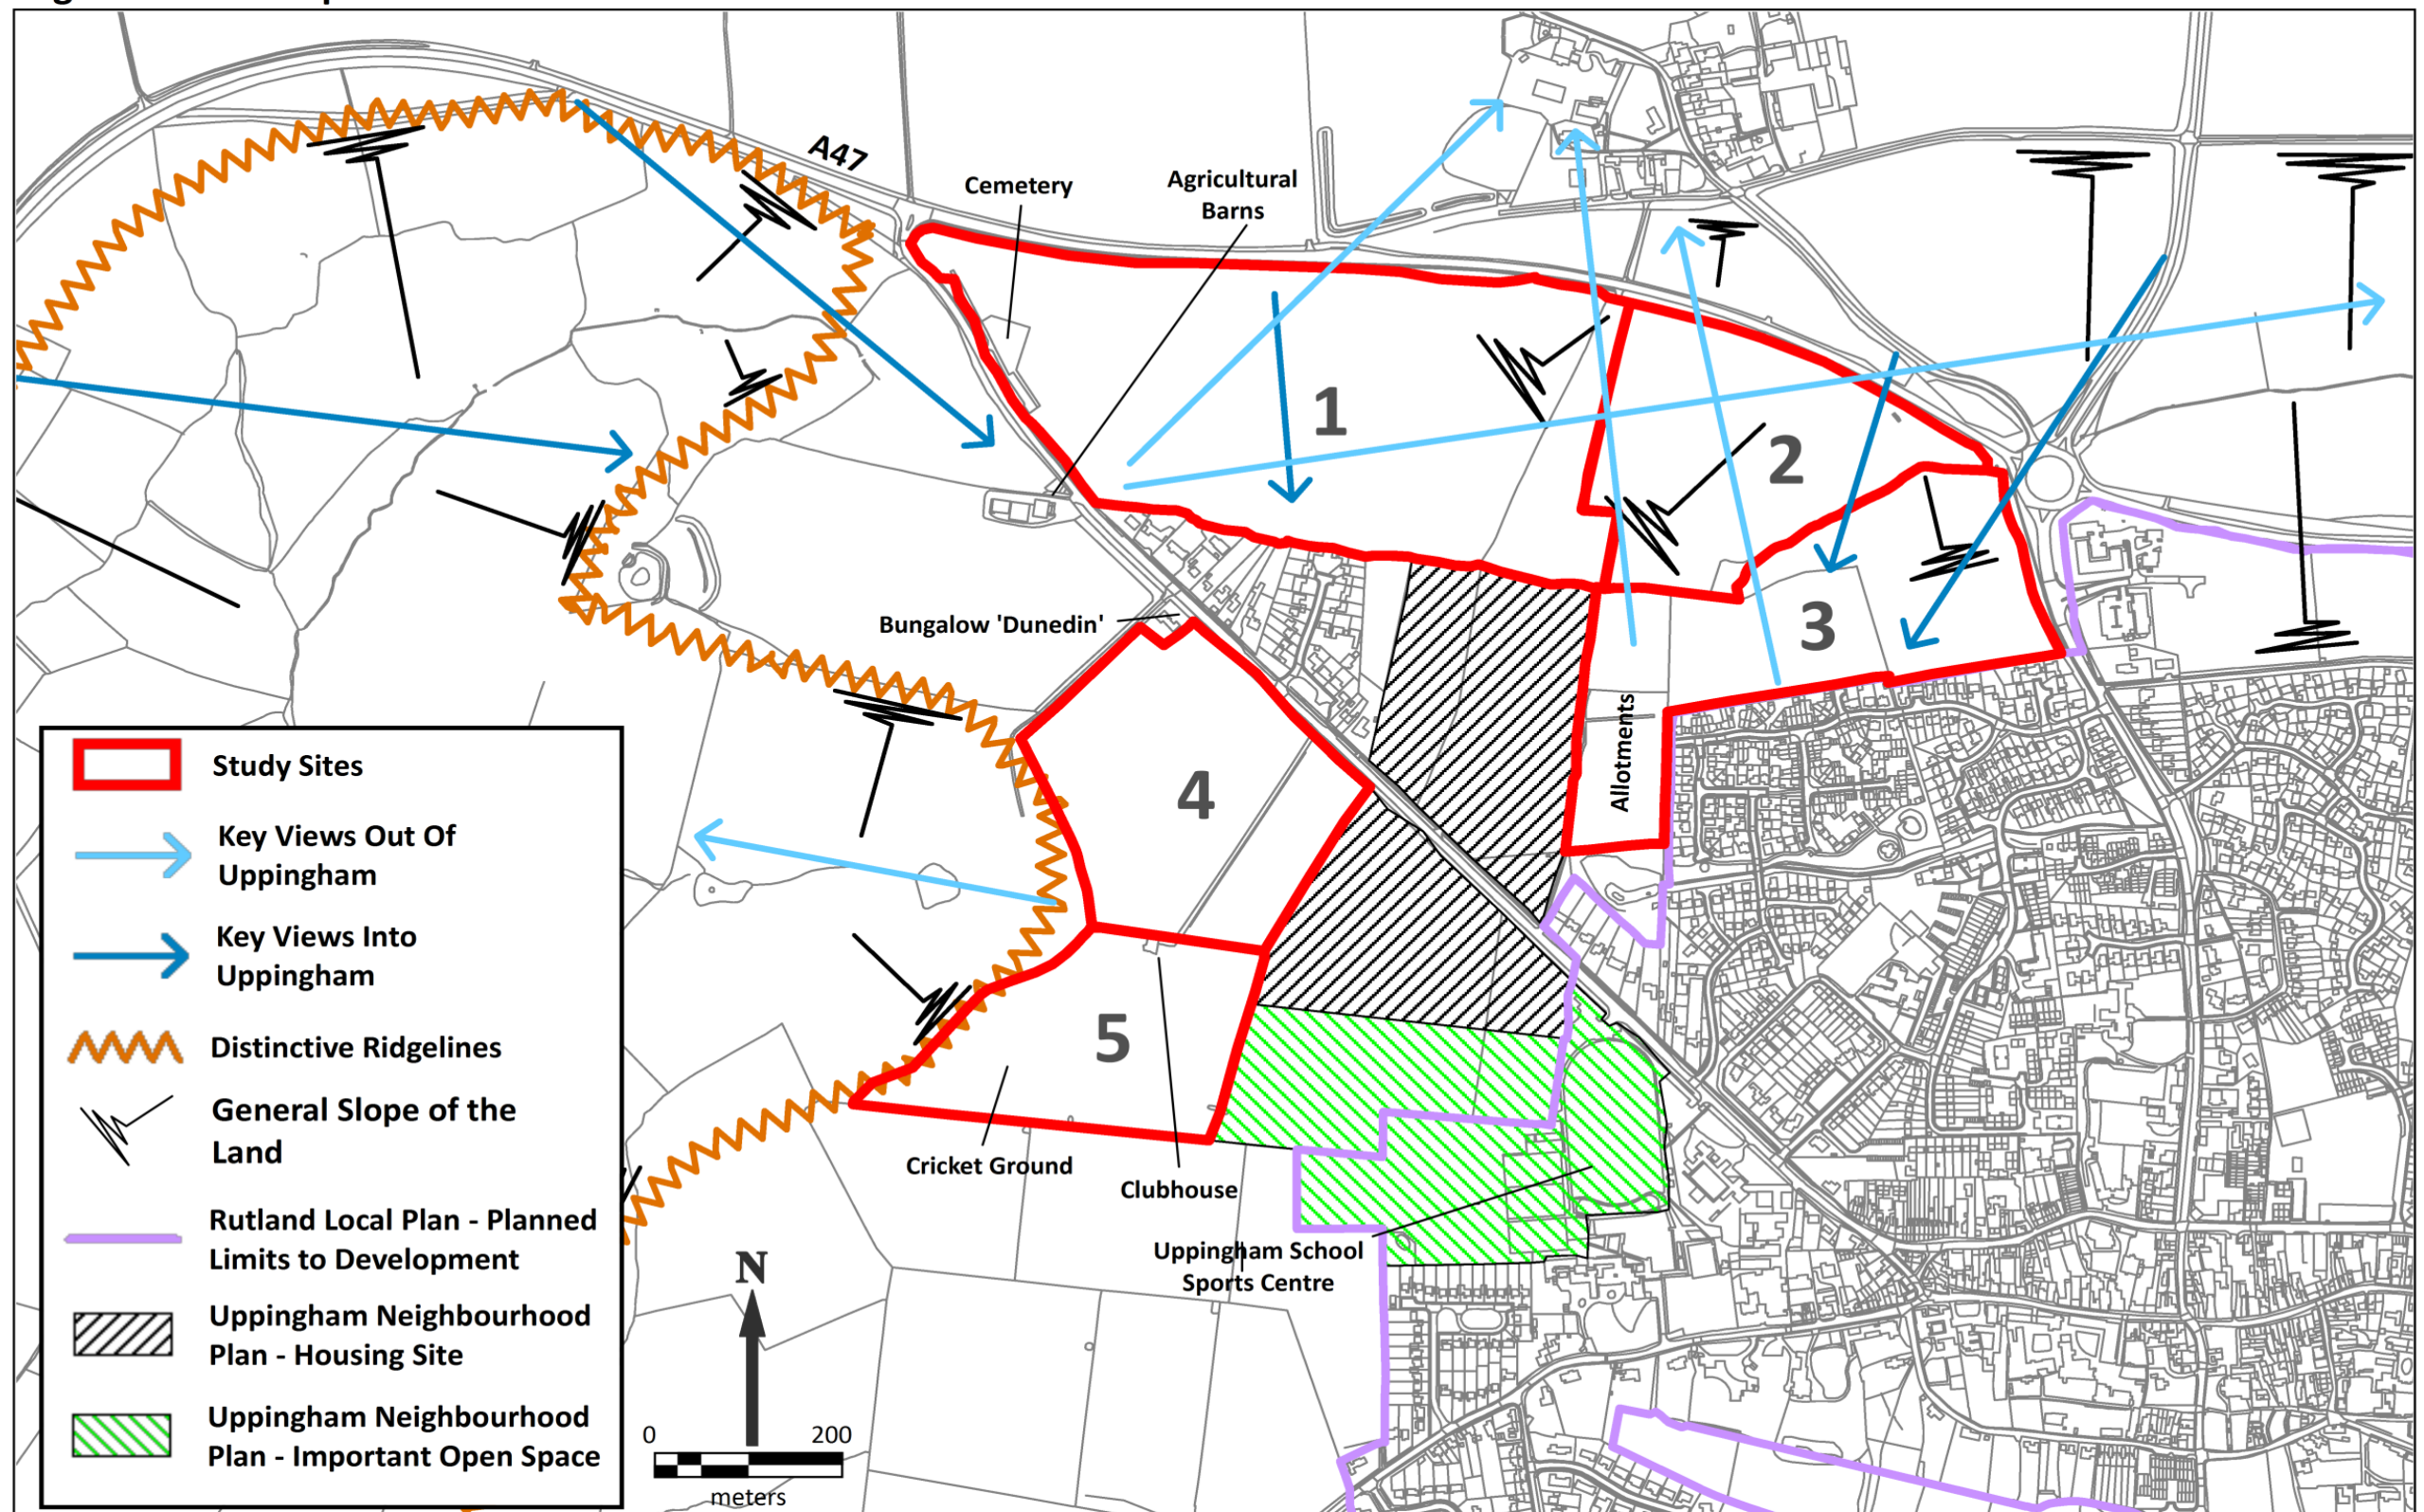 A47
Cemetery
Agricultural
Barns
1
2
3
Bungalow 'Dunedin'
Allotments
4
5
Cricket Ground
Clubhouse
Uppingham School
Sports Centre
Study Sites
Key Views Out Of
Uppingham
Key Views Into
Uppingham
Distinctive Ridgelines
General Slope of the
Land
Rutland Local Plan - Planned
Limits to Development
Uppingham Neighbourhood
Plan - Housing Site
Uppingham Neighbourhood
Plan - Important Open Space
N
0 200
meters